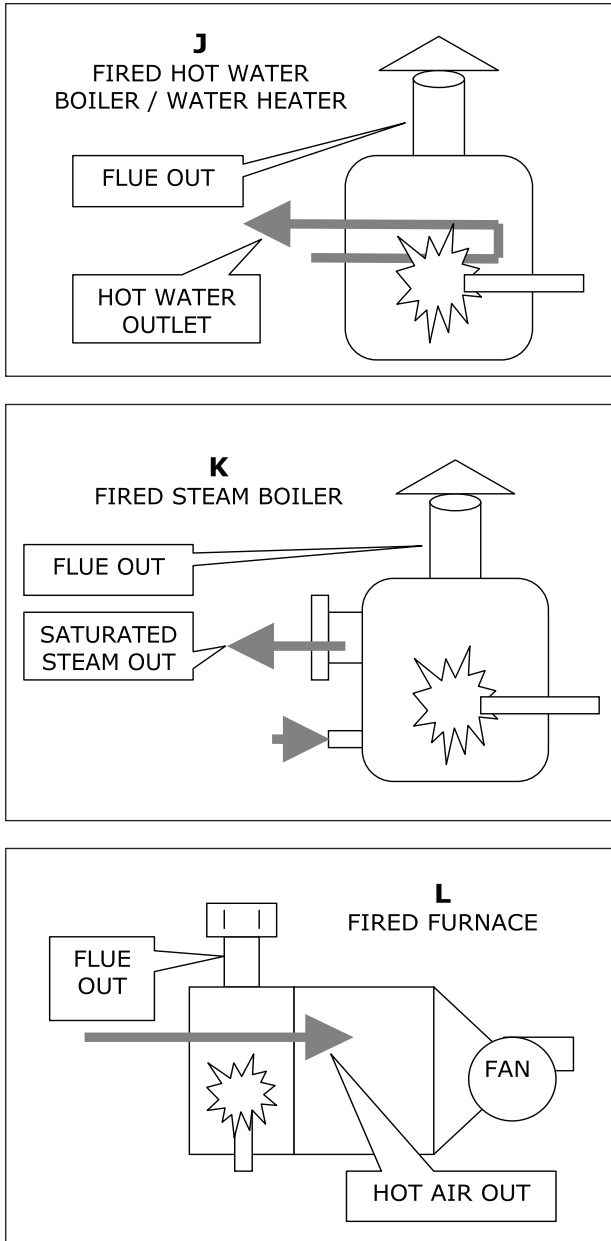 J
FIRED HOT WATER
BOILER / WATER HEATER
FLUE OUT
HOT WATER
OUTLET
K
FIRED STEAM BOILER
FLUE OUT
SATURATED
STEAM OUT
L
FIRED FURNACE
FLUE
OUT
FAN
HOT AIR OUT